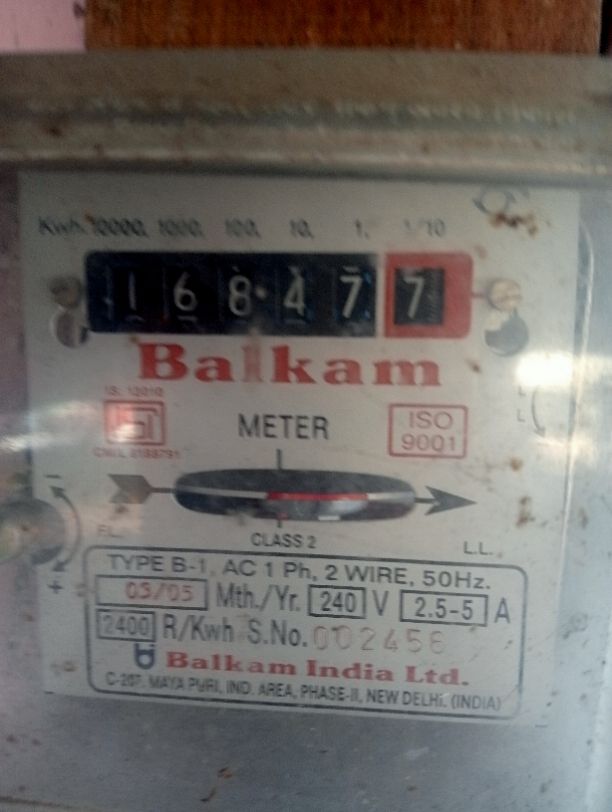 Kwh. 10000, 1000, 100, 10, 1, 1/10
1 6 8 4 7 7
Balkam
IS. 13010
METER
ISO
9001
CM/L
F.L.
CLASS 2
L.L.
TYPE B-1, AC 1 Ph, 2 WIRE, 50Hz.
03/05 Mth./Yr. 240 V 2.5-5 A
2400 R/Kwh S.No. 002456
Balkam India Ltd.
C-207, MAYA PURI, IND. AREA, PHASE-II, NEW DELHI. (INDIA)